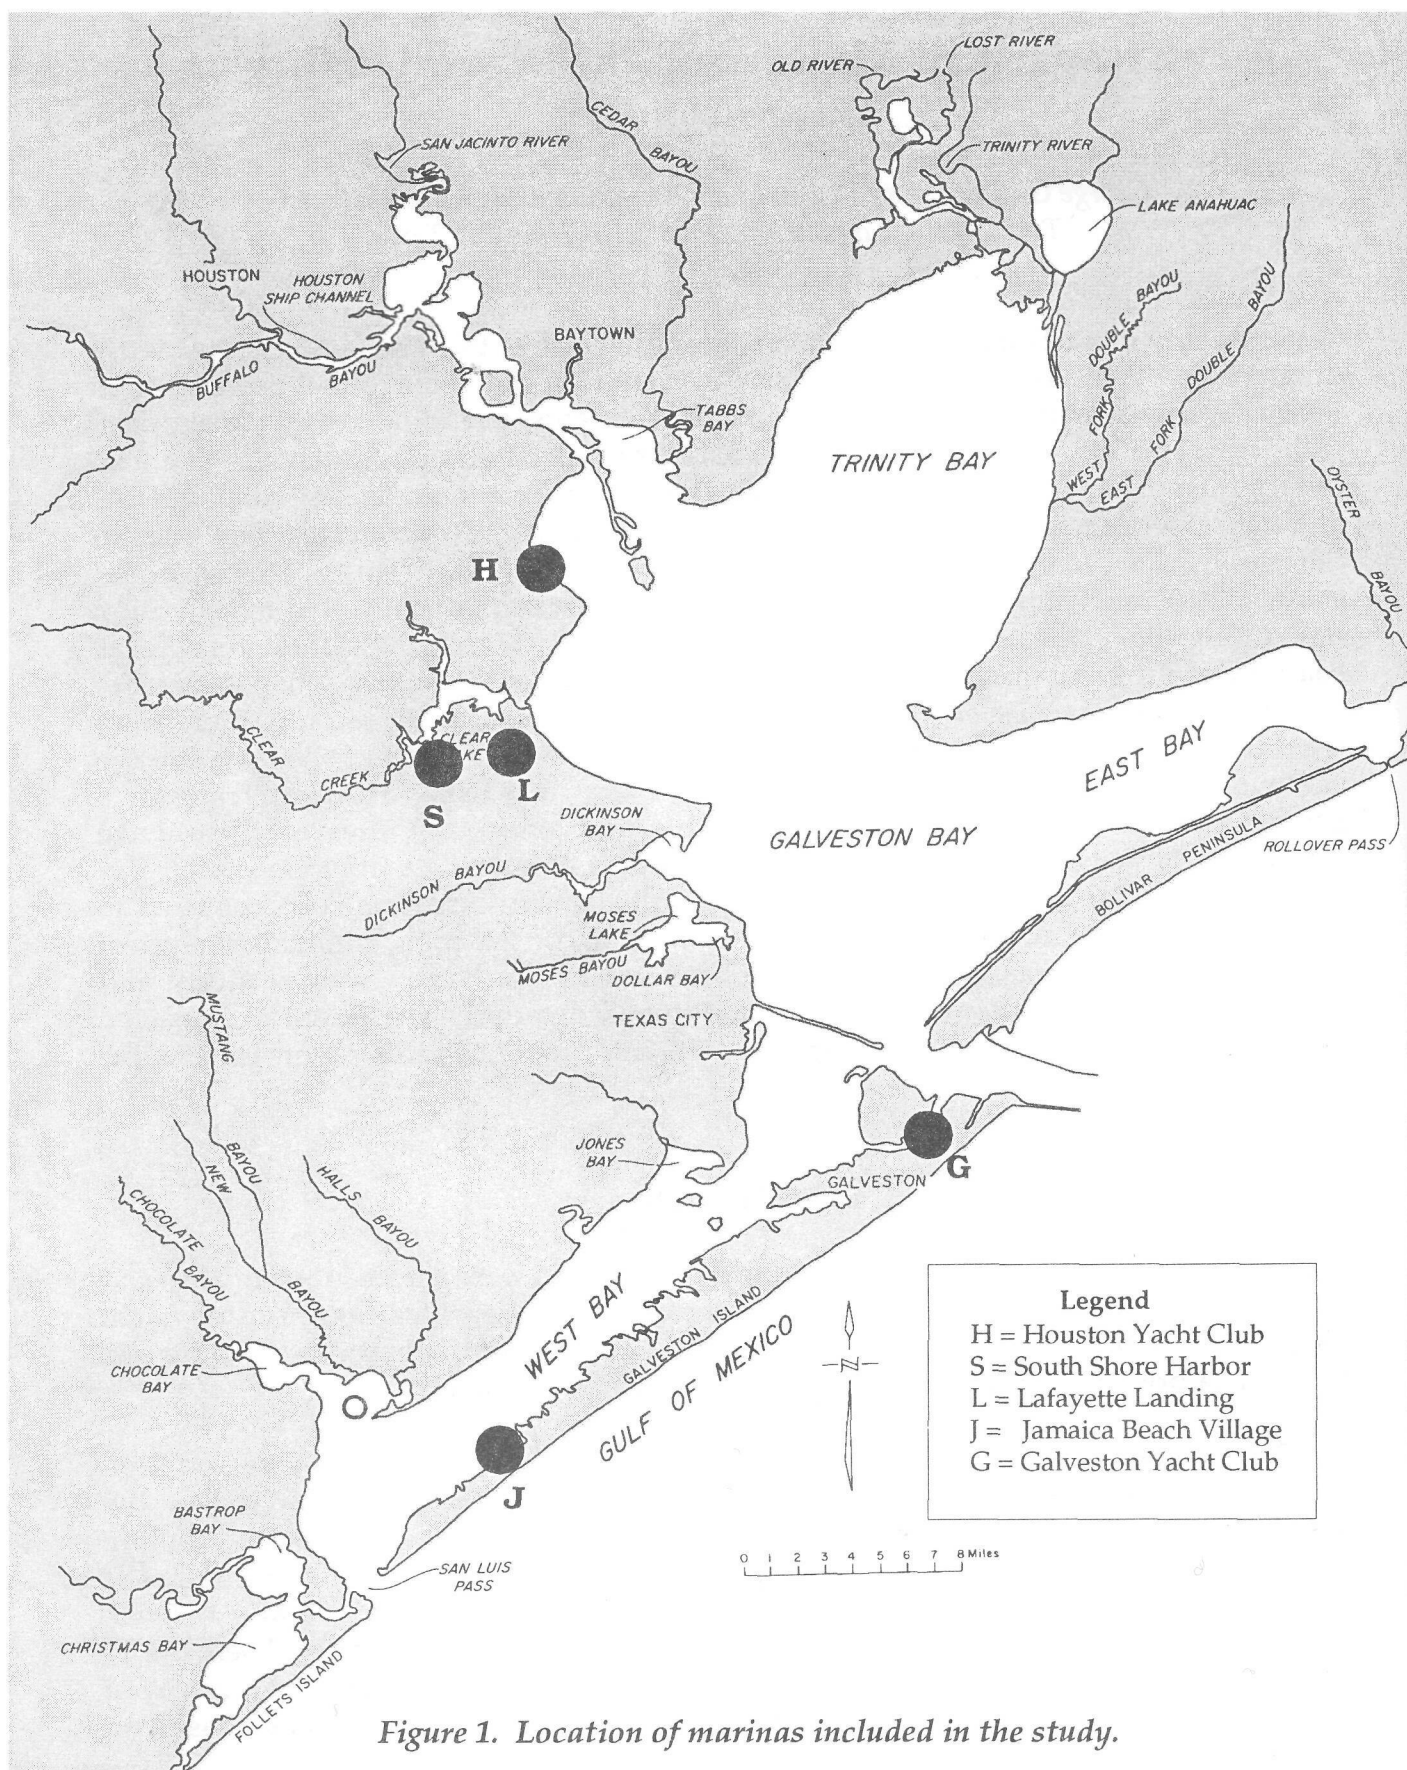 LOST RIVER
OLD RIVER
CEDAR
BAYOU
SAN JACINTO RIVER
TRINITY RIVER
LAKE ANAHUAC
HOUSTON
HOUSTON
SHIP CHANNEL
BAYTOWN
BUFFALO
BAYOU
TABBS
BAY
WEST
FORK
DOUBLE
BAYOU
EAST
FORK
DOUBLE
BAYOU
TRINITY BAY
OYSTER
BAYOU
H
CLEAR
CREEK
CLEAR
LAKE
S
L
EAST BAY
DICKINSON
BAY
GALVESTON BAY
BOLIVAR
PENINSULA
ROLLOVER PASS
DICKINSON
BAYOU
MOSES
LAKE
MOSES BAYOU
DOLLAR BAY
TEXAS CITY
MUSTANG
BAYOU
NEW
BAYOU
HALLS
BAYOU
CHOCOLATE
BAYOU
JONES
BAY
GALVESTON
G
CHOCOLATE
BAY
WEST BAY
GALVESTON ISLAND
GULF OF MEXICO
N
J
Legend
H = Houston Yacht Club
S = South Shore Harbor
L = Lafayette Landing
J = Jamaica Beach Village
G = Galveston Yacht Club
BASTROP
BAY
SAN LUIS
PASS
0 1 2 3 4 5 6 7 8 Miles
CHRISTMAS BAY
FOLLETS ISLAND
Figure 1. Location of marinas included in the study.